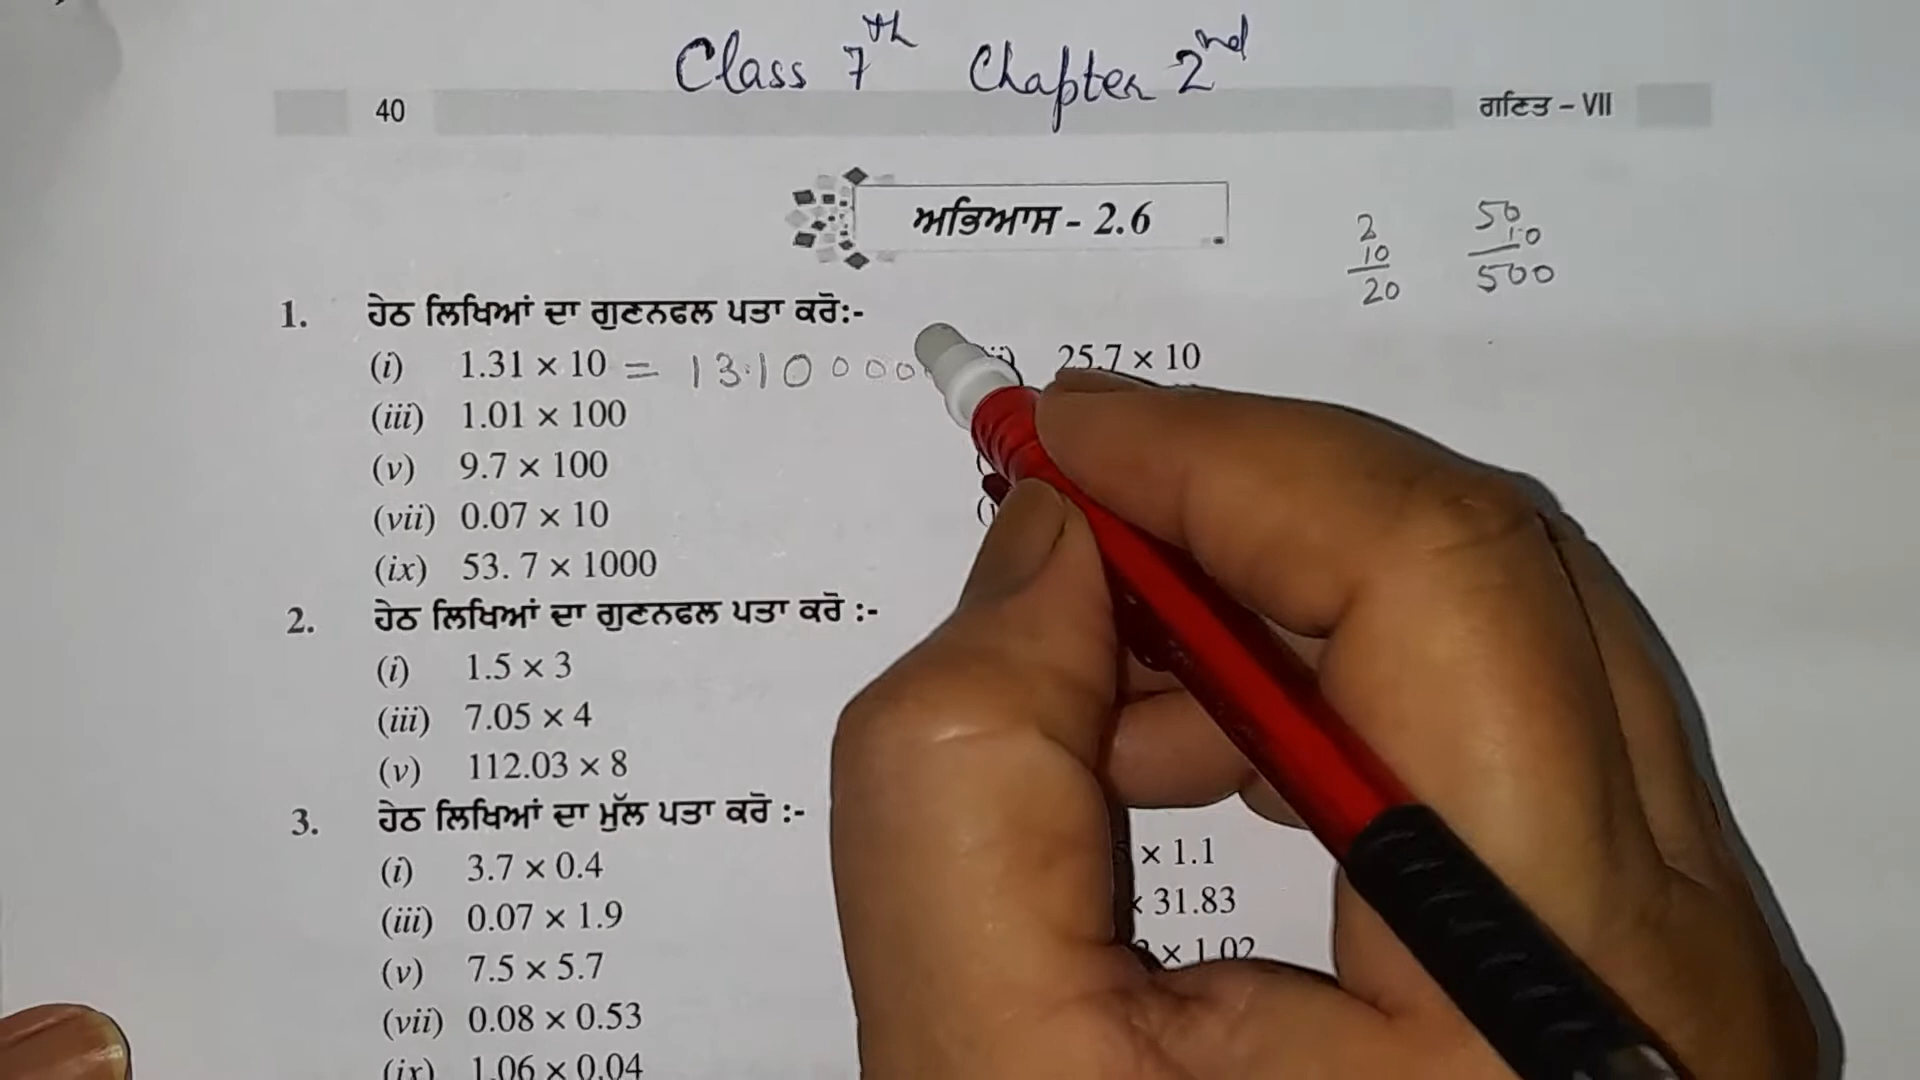 Class 7th Chapter 2nd
40 ਗਣਿਤ – VII
ਅਭਿਆਸ - 2.6
2
10
20
50
10
500
1. ਹੇਠ ਲਿਖਿਆਂ ਦਾ ਗੁਣਨਫਲ ਪਤਾ ਕਰੋ:-
(i) 1.31 × 10 = 13.10000 25.7 × 10
(iii) 1.01 × 100
(v) 9.7 × 100
(vii) 0.07 × 10
(ix) 53. 7 × 1000
2. ਹੇਠ ਲਿਖਿਆਂ ਦਾ ਗੁਣਨਫਲ ਪਤਾ ਕਰੋ :-
(i) 1.5 × 3
(iii) 7.05 × 4
(v) 112.03 × 8
3. ਹੇਠ ਲਿਖਿਆਂ ਦਾ ਮੁੱਲ ਪਤਾ ਕਰੋ :-
(i) 3.7 × 0.4 × 1.1
(iii) 0.07 × 1.9 × 31.83
(v) 7.5 × 5.7 × 1.02
(vii) 0.08 × 0.53
(ix) 1.06 × 0.04